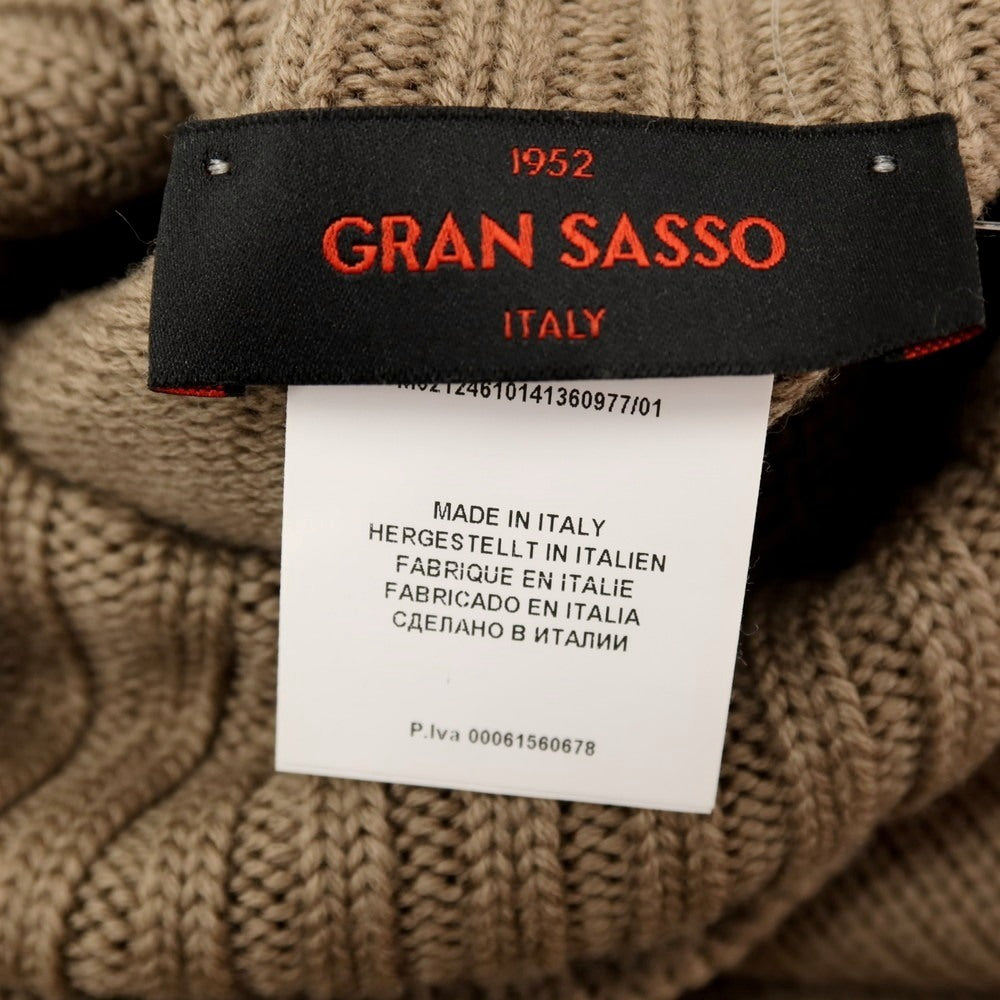 1952
GRAN SASSO
ITALY
MADE IN ITALY
HERGESTELLT IN ITALIEN
FABRIQUE EN ITALIE
FABRICADO EN ITALIA
СДЕЛАНО В ИТАЛИИ
P.Iva 00061560678